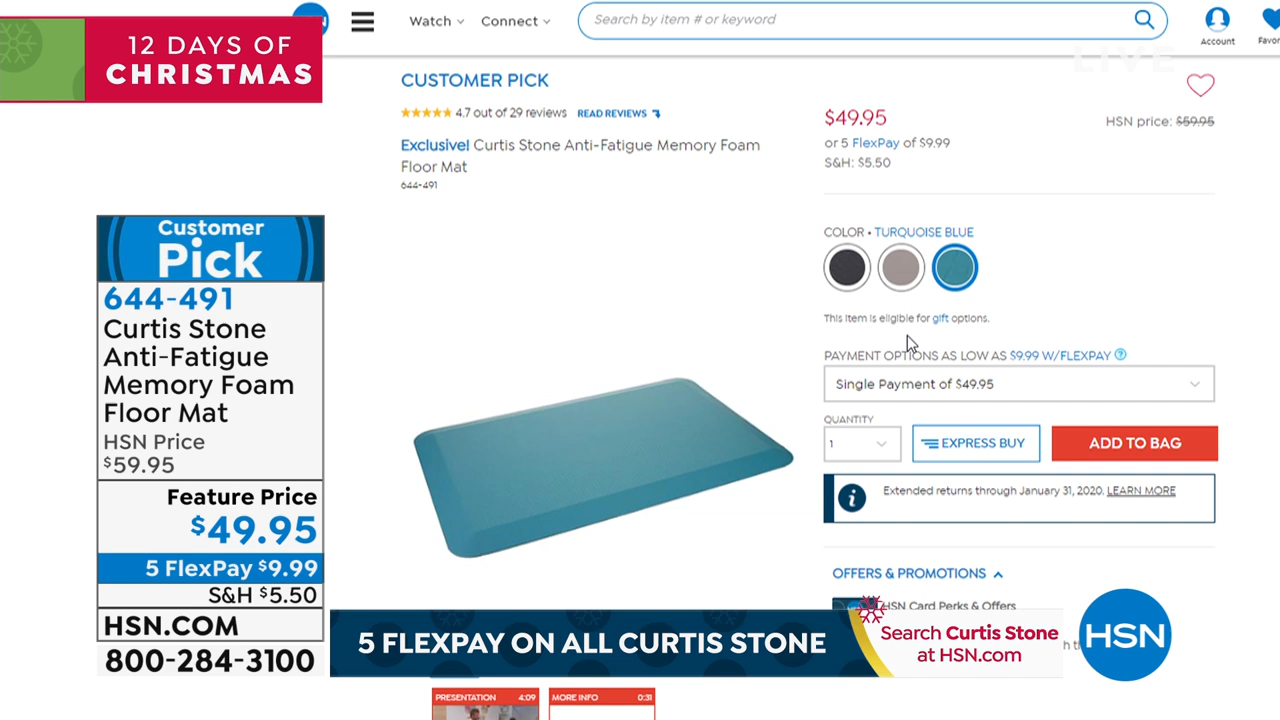 12 DAYS OF
CHRISTMAS
Watch
Connect
Search by item # or keyword
Account
LIVE
CUSTOMER PICK
4.7 out of 29 reviews READ REVIEWS
Exclusive! Curtis Stone Anti-Fatigue Memory Foam
Floor Mat
644-491
$49.95
HSN price: $59.95
or 5 FlexPay of $9.99
S&H: $5.50
COLOR • TURQUOISE BLUE
This item is eligible for gift options.
PAYMENT OPTIONS AS LOW AS $9.99 W/FLEXPAY ?
Single Payment of $49.95
QUANTITY
1
EXPRESS BUY
ADD TO BAG
i
Extended returns through January 31, 2020. LEARN MORE
OFFERS & PROMOTIONS
HSN Card Perks & Offers
Customer
Pick
644-491
Curtis Stone
Anti-Fatigue
Memory Foam
Floor Mat
HSN Price
$59.95
Feature Price
$49.95
5 FlexPay $9.99
S&H $5.50
HSN.COM
800-284-3100
5 FLEXPAY ON ALL CURTIS STONE
Search Curtis Stone
at HSN.com
HSN
PRESENTATION 4:09
MORE INFO 0:31